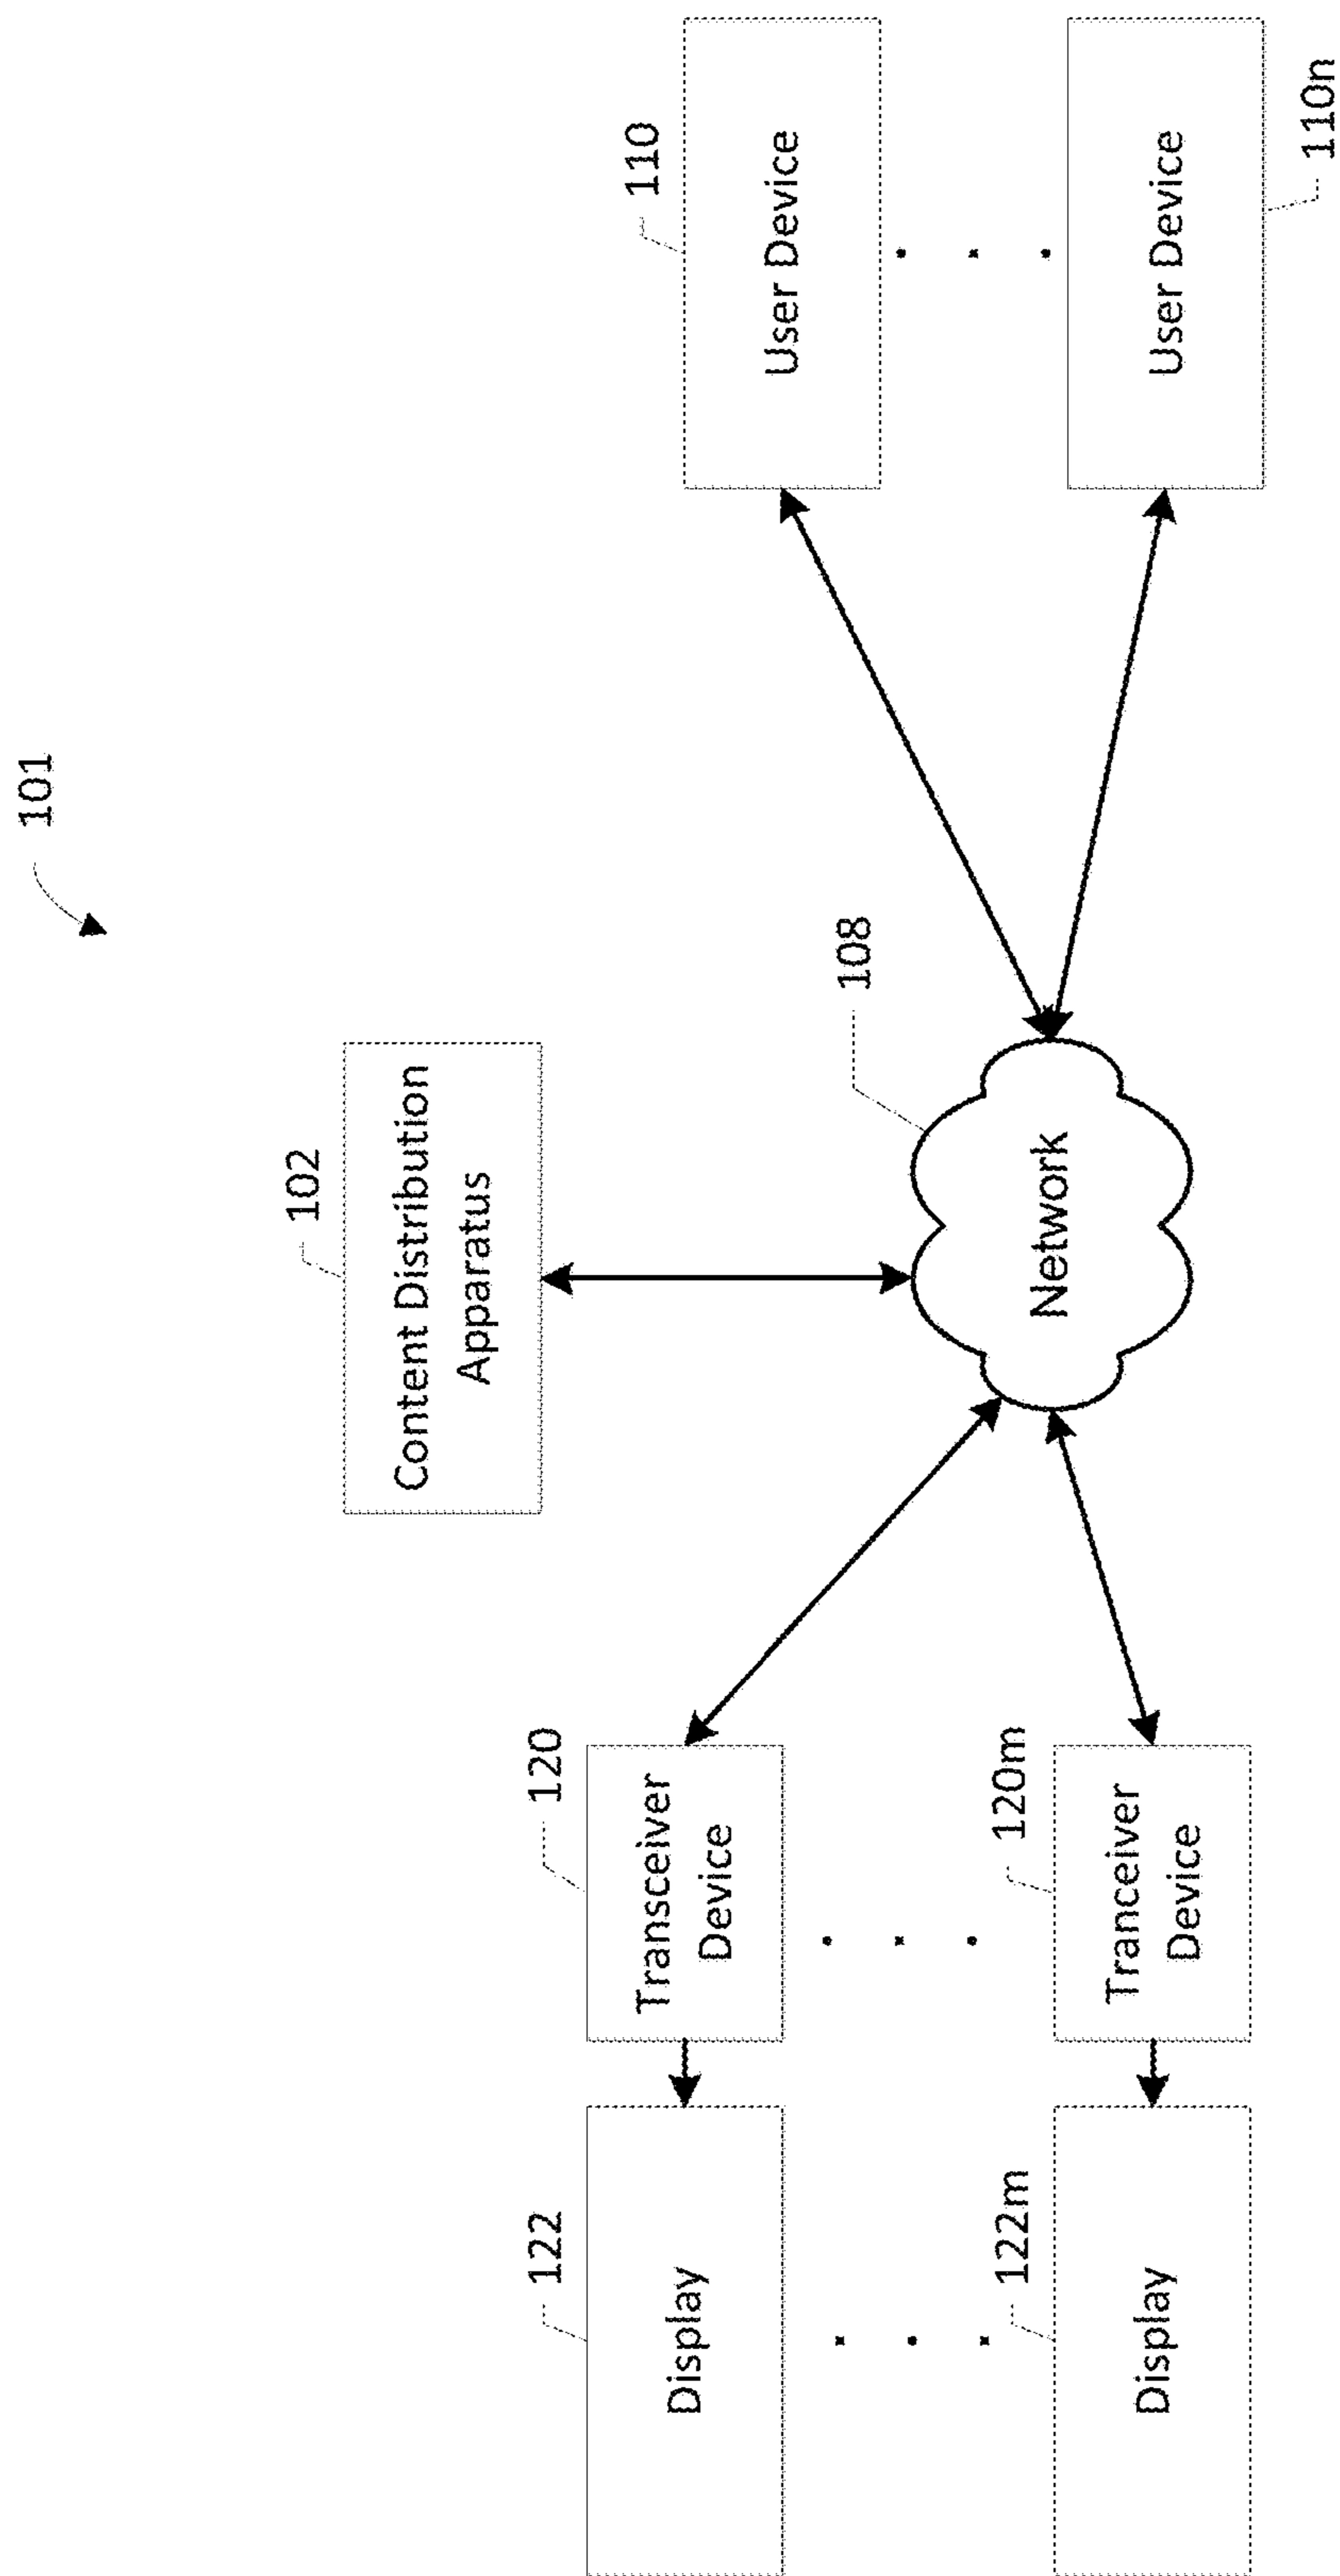 101
102
Content Distribution
Apparatus
122
Display
120
Transceiver
Device
108
Network
110
User Device
122m
Display
120m
Tranceiver
Device
User Device
110n